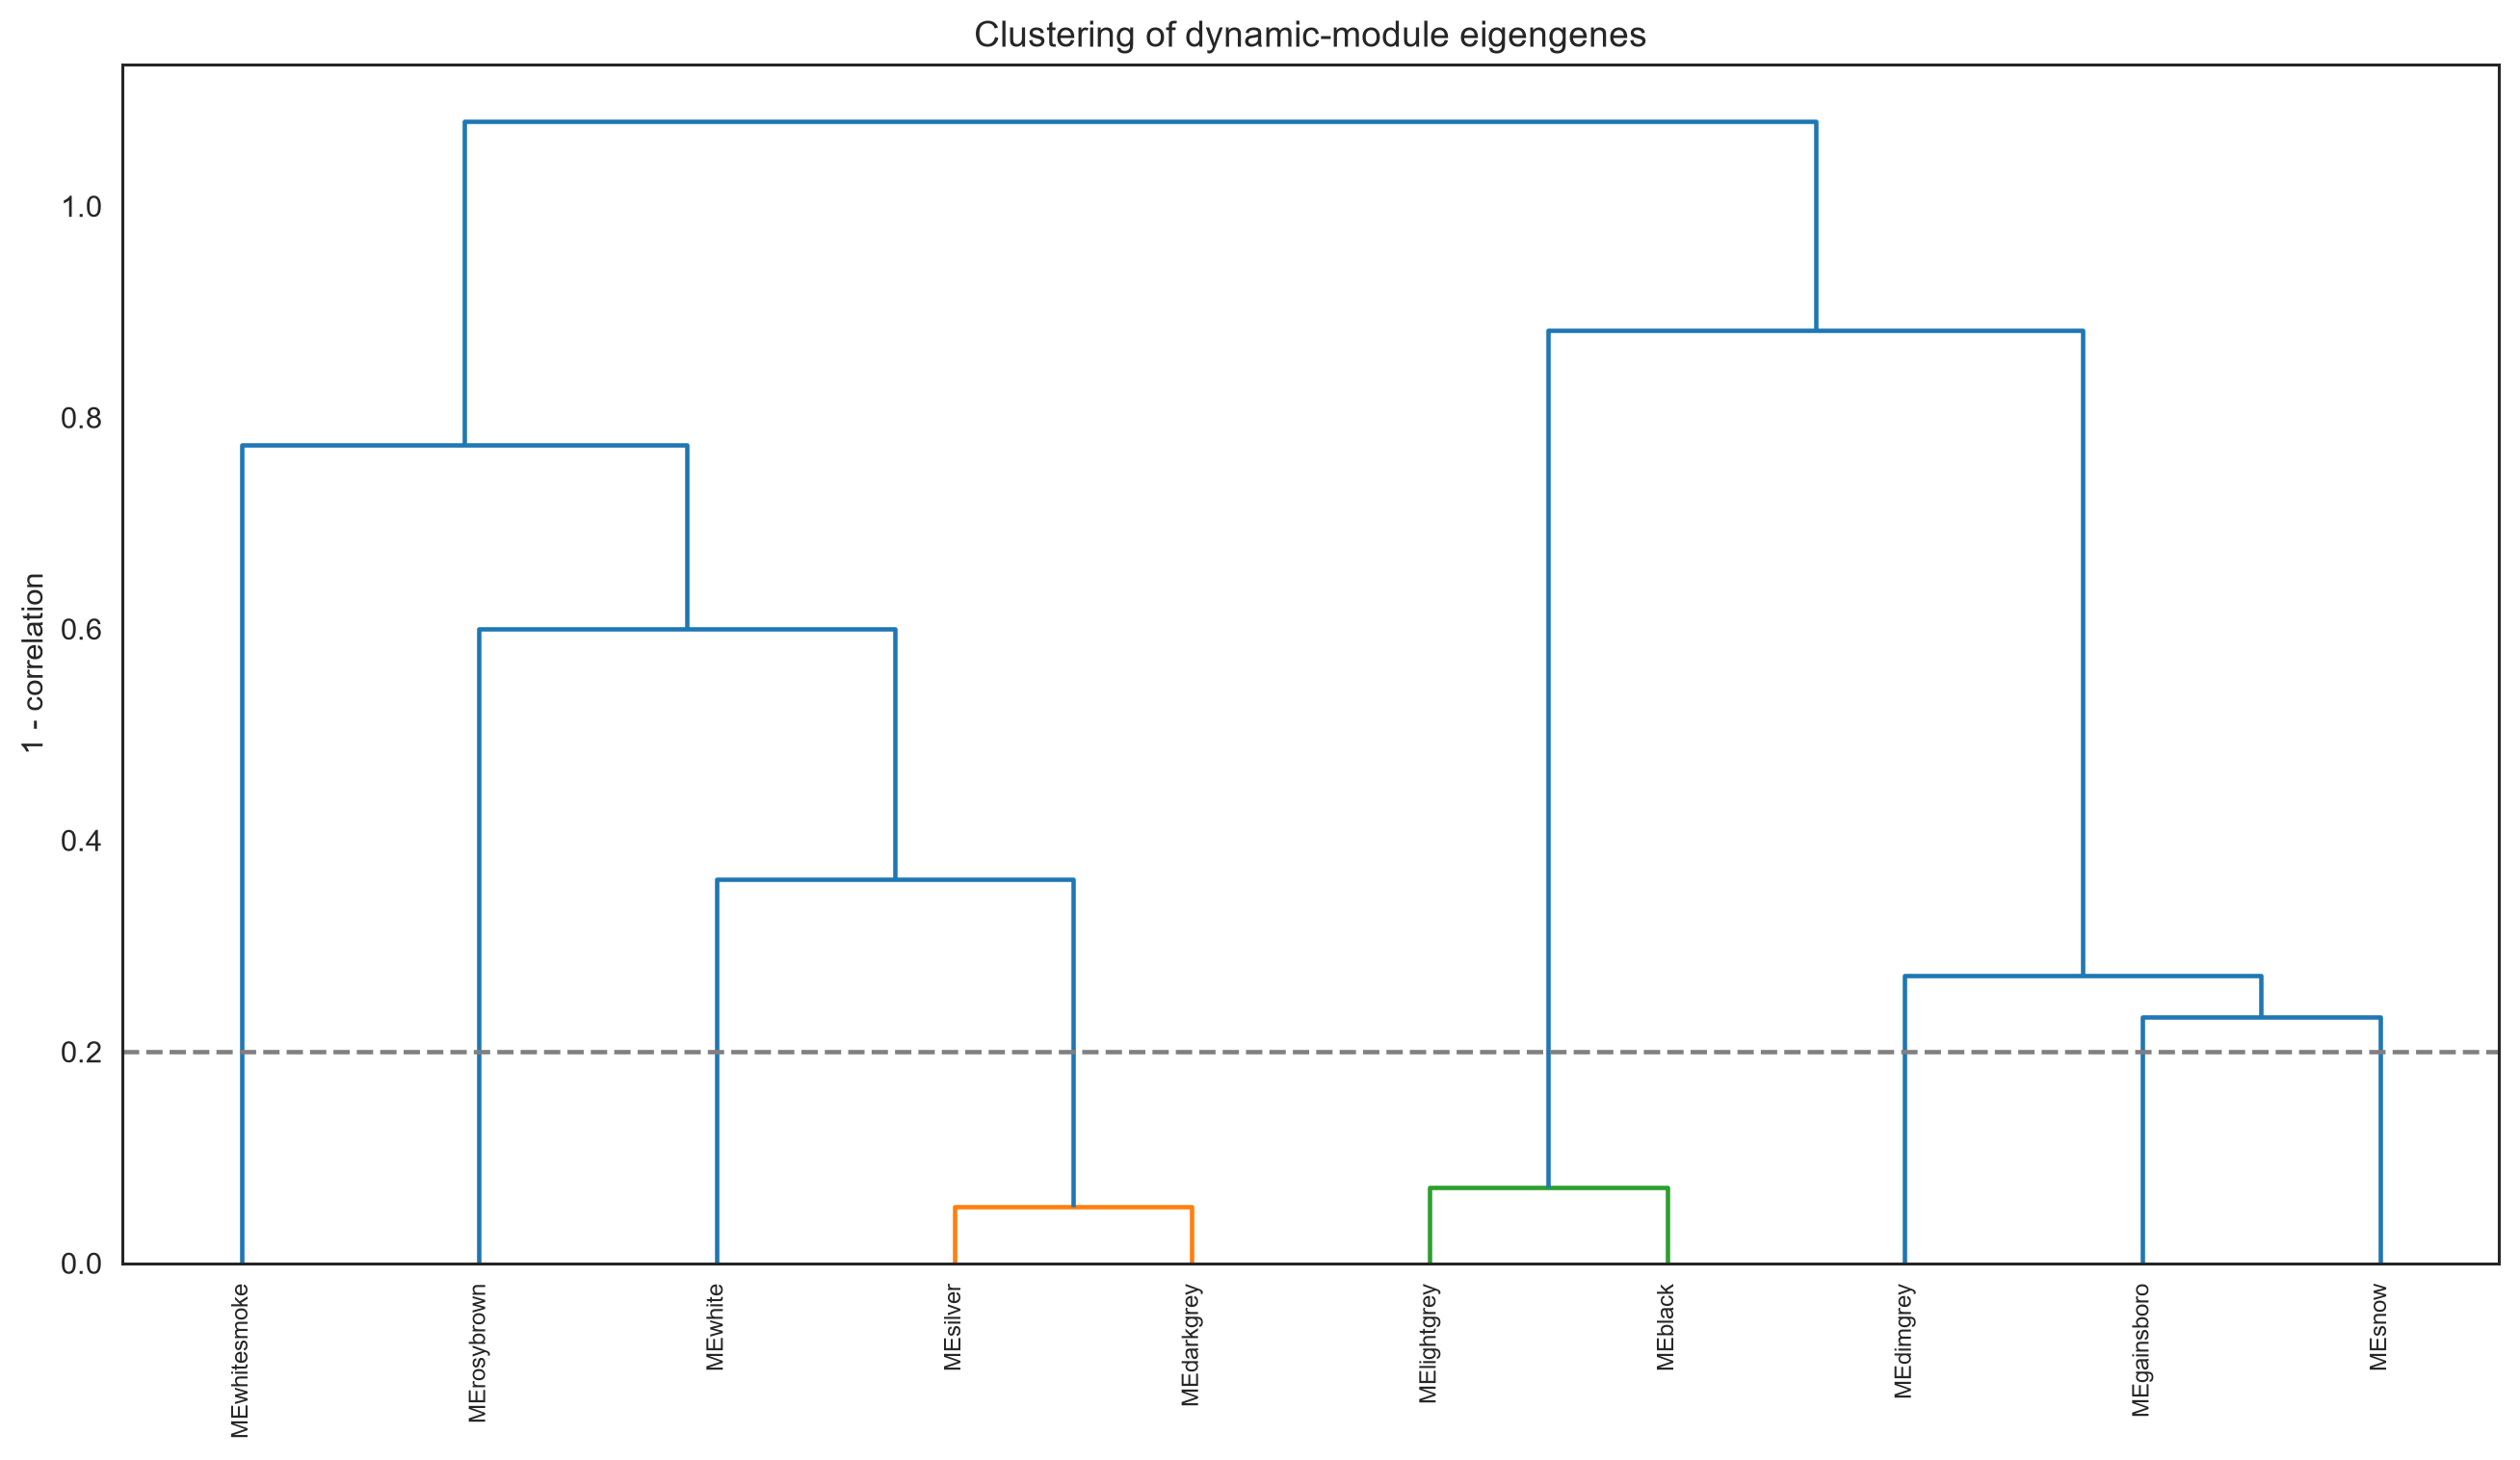 Clustering of dynamic-module eigengenes
1 - correlation
1.0
0.8
0.6
0.4
0.2
0.0
MEwhitesmoke
MErosybrown
MEwhite
MEsilver
MEdarkgrey
MElightgrey
MEblack
MEdimgrey
MEgainsboro
MEsnow